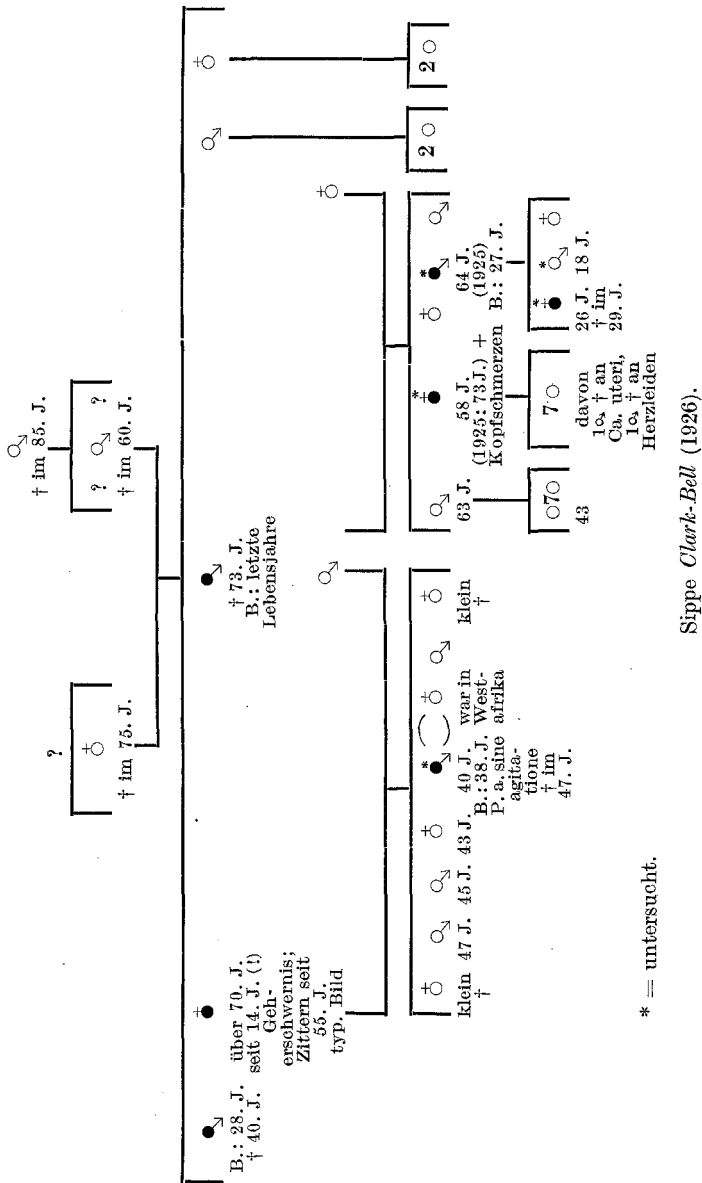 † im 85. J.
? ?
† im 60. J.
?
† im 75. J.
B.: 28. J.
† 40. J.
über 70. J.
seit 14. J. (!)
Geh-
erschwernis;
Zittern seit
55. J.
typ. Bild
† 73. J.
B.: letzte
Lebensjahre
klein
†
47 J.
45 J.
43 J.
40 J.
B.: 38. J.
P. a. sine
agita-
tione
† im
47. J.
( )
war in
West-
afrika
klein
†
63 J.
58 J.
(1925: 73 J.) +
Kopfschmerzen
64 J.
(1925)
B.: 27. J.
2
2
7
43
7
davon
1♀ † an
Ca. uteri,
1♀ † an
Herzleiden
26 J.
† im
29. J.
18 J.
* = untersucht.
Sippe Clark-Bell (1926).